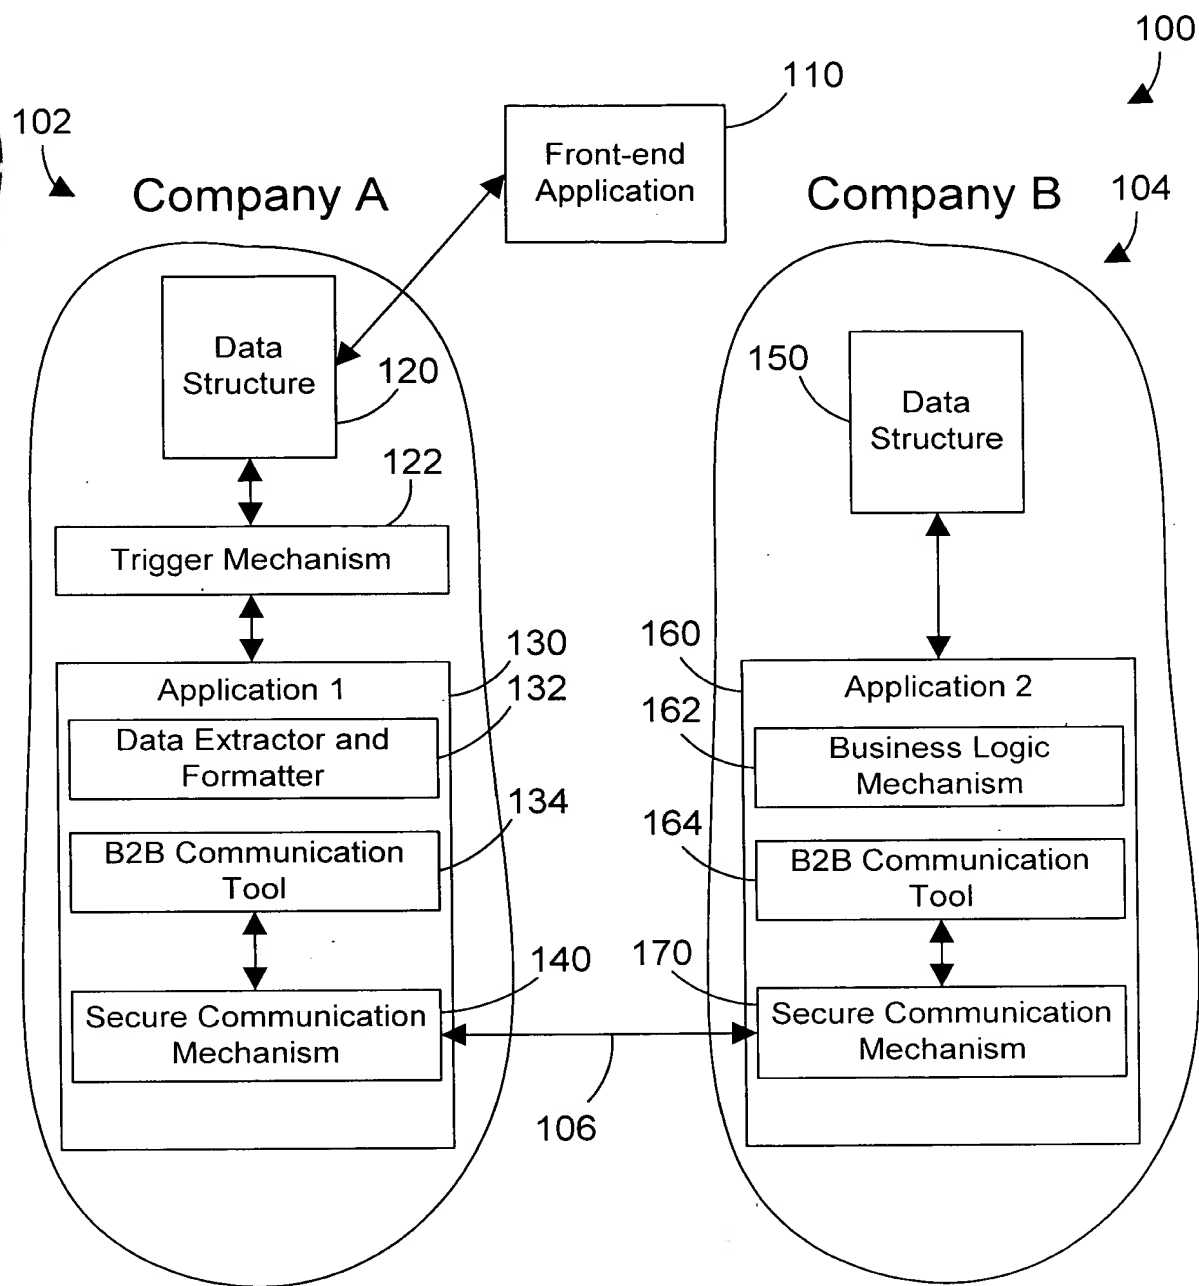 100
110
102
Front-end
Application
Company A
Company B
104
Data
Structure
120
150
Data
Structure
122
Trigger Mechanism
130
160
Application 1
Application 2
132
162
Data Extractor and
Formatter
Business Logic
Mechanism
134
164
B2B Communication
Tool
B2B Communication
Tool
140
170
Secure Communication
Mechanism
Secure Communication
Mechanism
106